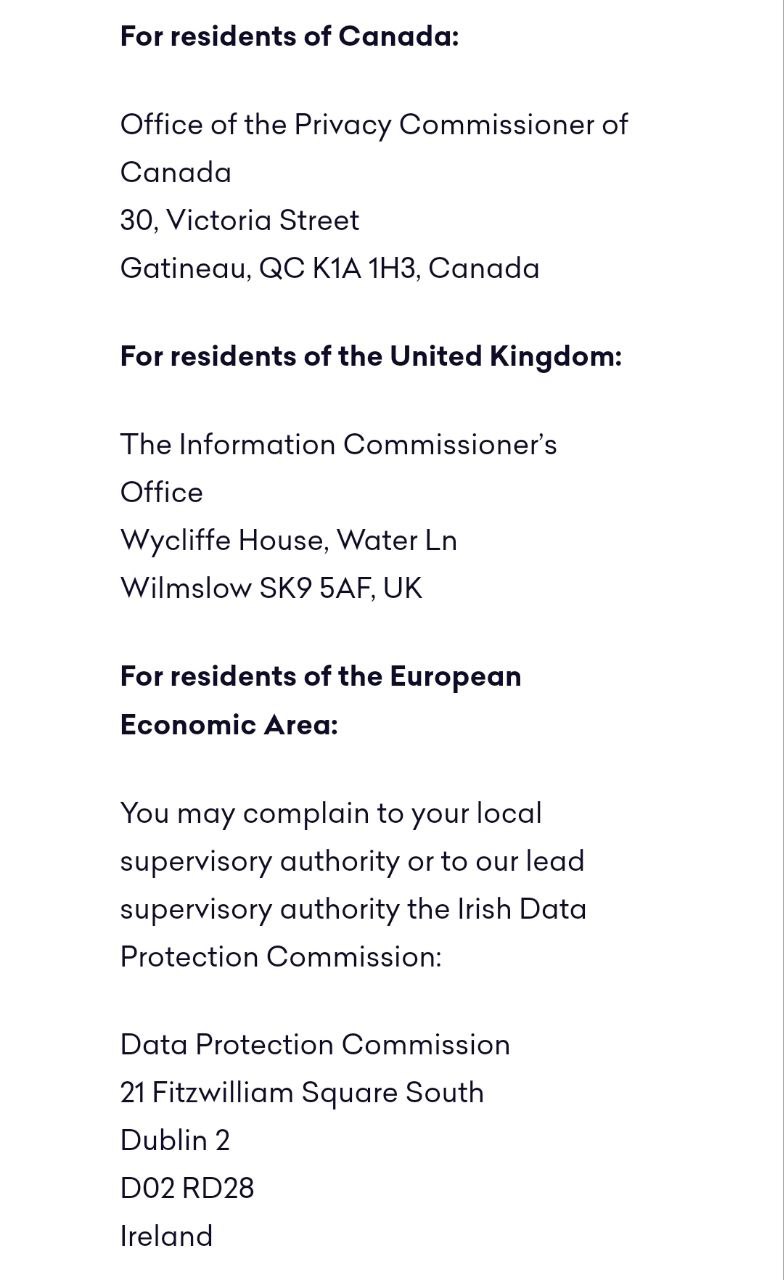 For residents of Canada:
Office of the Privacy Commissioner of
Canada
30, Victoria Street
Gatineau, QC K1A 1H3, Canada
For residents of the United Kingdom:
The Information Commissioner’s
Office
Wycliffe House, Water Ln
Wilmslow SK9 5AF, UK
For residents of the European
Economic Area:
You may complain to your local
supervisory authority or to our lead
supervisory authority the Irish Data
Protection Commission:
Data Protection Commission
21 Fitzwilliam Square South
Dublin 2
D02 RD28
Ireland